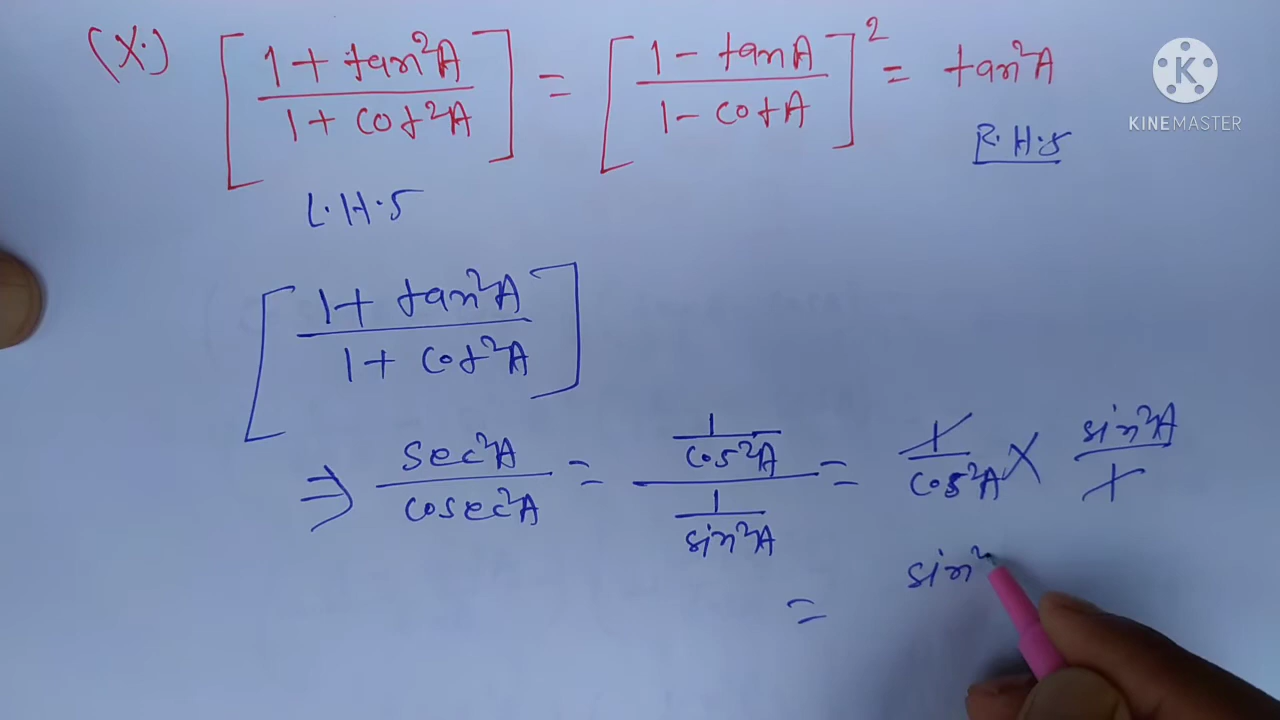 (X.) [ 1 + tan²A / 1 + cot²A ] = [ 1 - tanA / 1 - cotA ]² = tan²A
KINEMASTER
R.H.S
L.H.S
[ 1 + tan²A / 1 + cot²A ]
⇒ sec²A / cosec²A = 1/cos²A / 1/sin²A = 1/cos²A × sin²A/1
= sin²